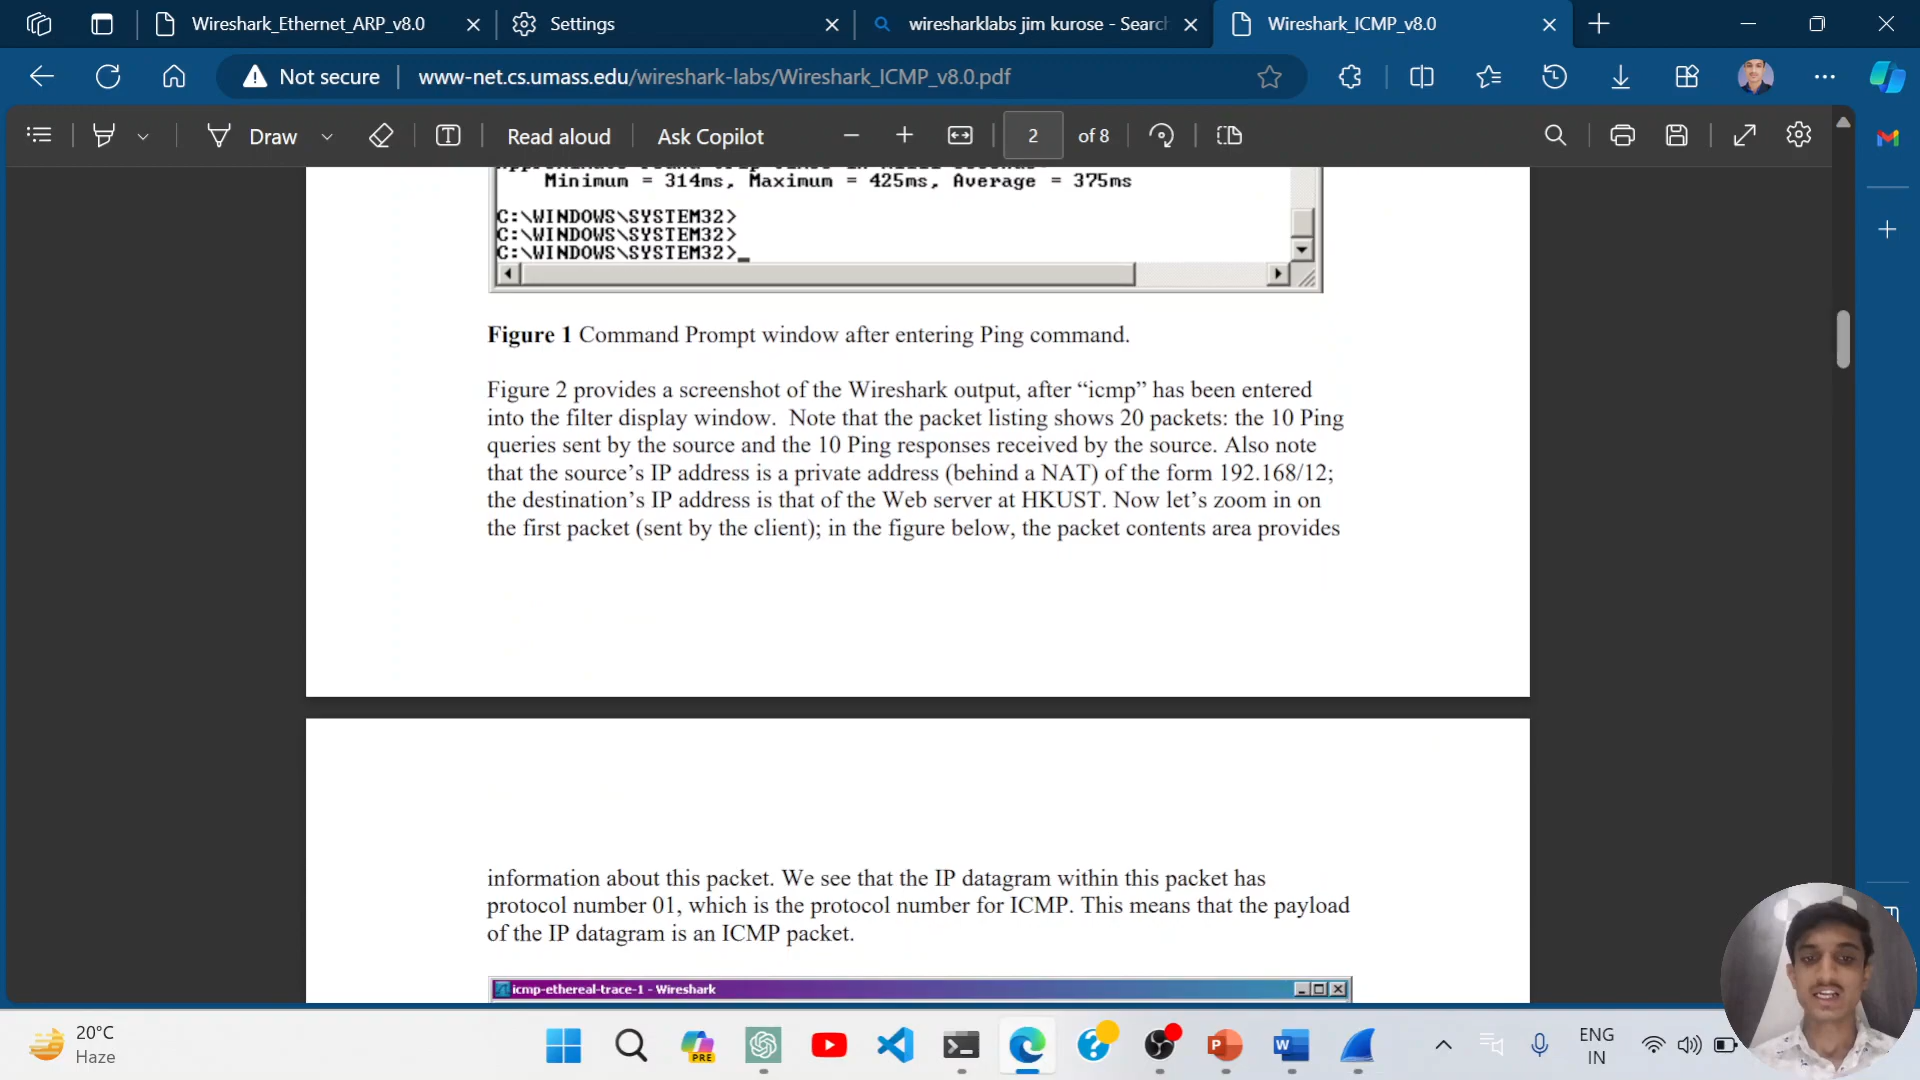 Wireshark_Ethernet_ARP_v8.0
Settings
wiresharklabs jim kurose - Search
Wireshark_ICMP_v8.0
Not secure
www-net.cs.umass.edu/wireshark-labs/Wireshark_ICMP_v8.0.pdf
Draw
Read aloud
Ask Copilot
2 of 8
Minimum = 314ms, Maximum = 425ms, Average = 375ms
C:\WINDOWS\SYSTEM32>
C:\WINDOWS\SYSTEM32>
C:\WINDOWS\SYSTEM32>_
Figure 1 Command Prompt window after entering Ping command.
Figure 2 provides a screenshot of the Wireshark output, after “icmp” has been entered
into the filter display window. Note that the packet listing shows 20 packets: the 10 Ping
queries sent by the source and the 10 Ping responses received by the source. Also note
that the source’s IP address is a private address (behind a NAT) of the form 192.168/12;
the destination’s IP address is that of the Web server at HKUST. Now let’s zoom in on
the first packet (sent by the client); in the figure below, the packet contents area provides
information about this packet. We see that the IP datagram within this packet has
protocol number 01, which is the protocol number for ICMP. This means that the payload
of the IP datagram is an ICMP packet.
icmp-ethereal-trace-1 - Wireshark
20°C
Haze
PRE
ENG
IN